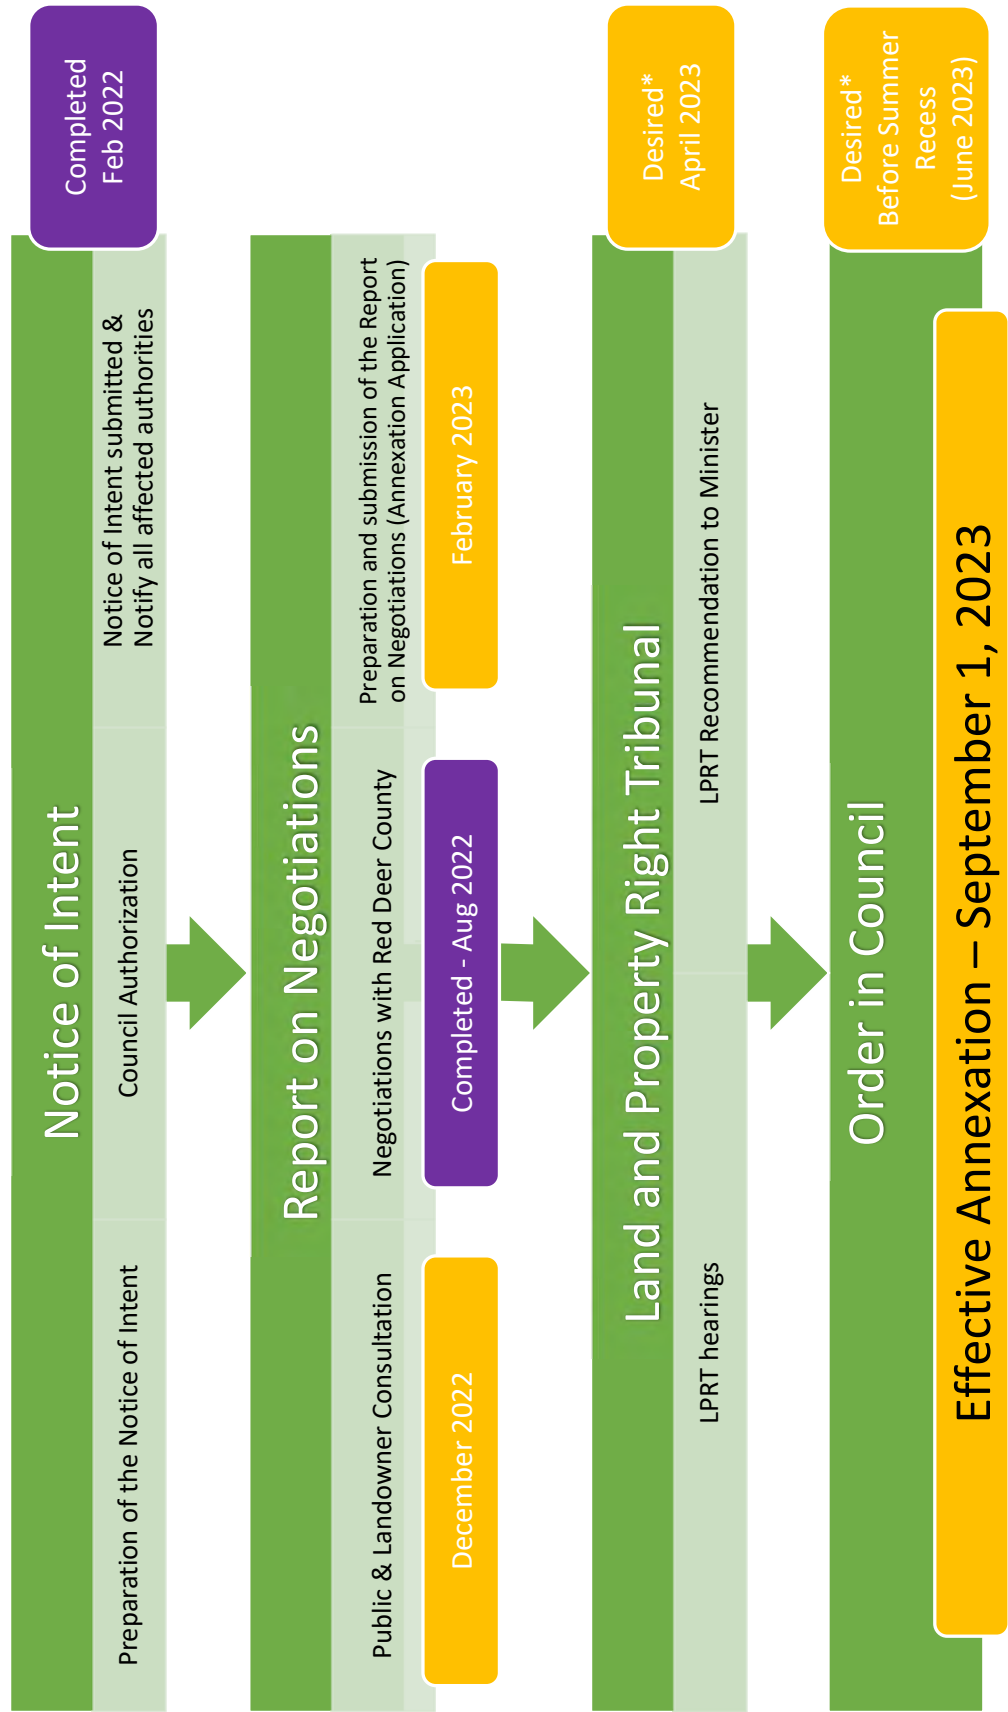 Notice of Intent
Completed
Feb 2022
Preparation of the Notice of Intent
Council Authorization
Notice of Intent submitted &
Notify all affected authorities
Report on Negotiations
Public & Landowner Consultation
Negotiations with Red Deer County
Preparation and submission of the Report
on Negotiations (Annexation Application)
December 2022
Completed - Aug 2022
February 2023
Land and Property Right Tribunal
Desired*
April 2023
LPRT hearings
LPRT Recommendation to Minister
Order in Council
Desired*
Before Summer
Recess
(June 2023)
Effective Annexation – September 1, 2023